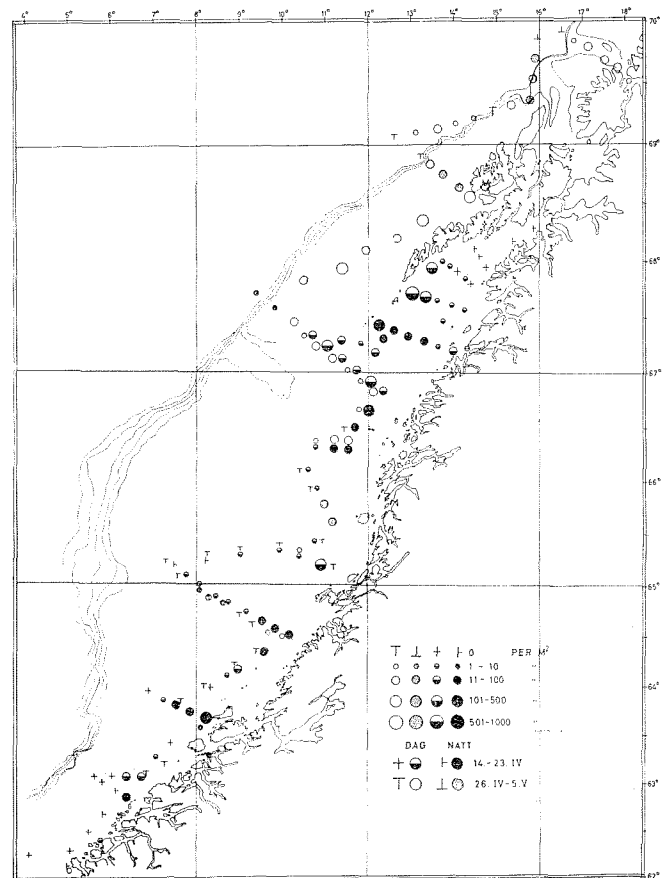 4° 5° 6° 7° 8° 9° 10° 11° 12° 13° 14° 15° 16° 17° 18°
70°
69°
68°
67°
66°
65°
64°
63°
62°
O PER M²
1 - 10 "
11 - 100 "
101-500 "
501-1000 "
DAG NATT
14.-23. IV
26. IV-5. V